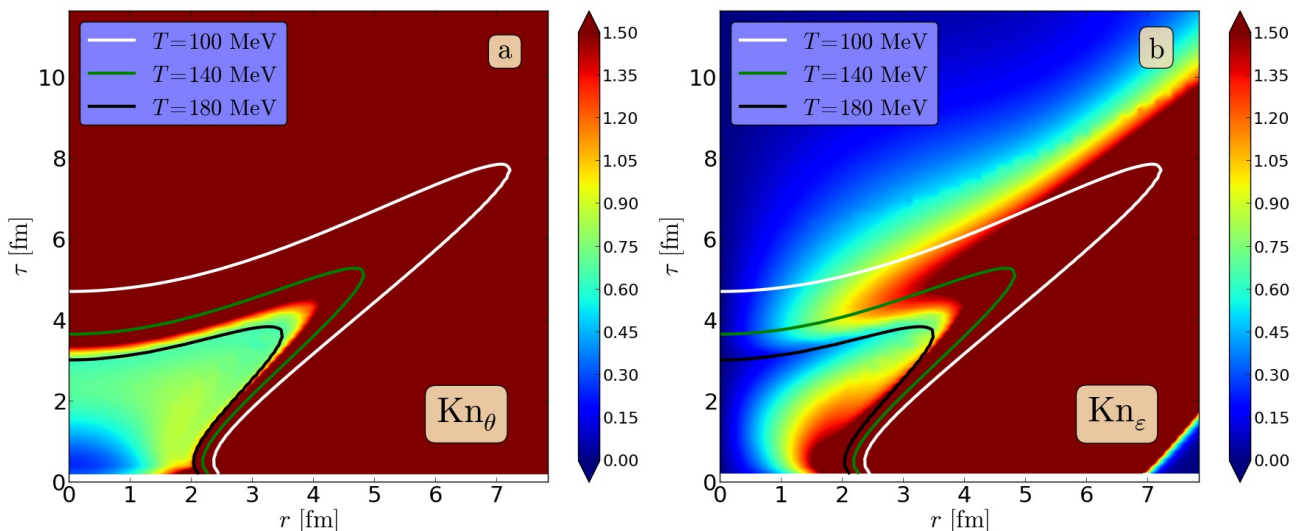 T=100 MeV
T=140 MeV
T=180 MeV
a
Knθ
τ [fm]
10
8
6
4
2
0
0 1 2 3 4 5 6 7
r [fm]
1.50
1.35
1.20
1.05
0.90
0.75
0.60
0.45
0.30
0.15
0.00
T=100 MeV
T=140 MeV
T=180 MeV
b
Knε
τ [fm]
10
8
6
4
2
0
0 1 2 3 4 5 6 7
r [fm]
1.50
1.35
1.20
1.05
0.90
0.75
0.60
0.45
0.30
0.15
0.00